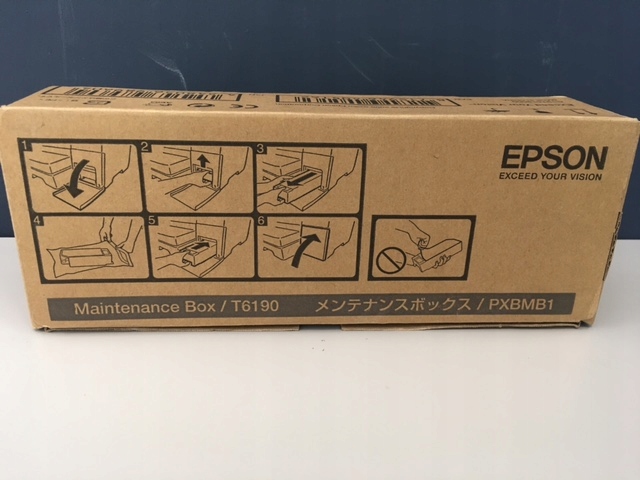 1
2
3
4
5
6
EPSON
EXCEED YOUR VISION
Maintenance Box / T6190
メンテナンスボックス / PXBMB1